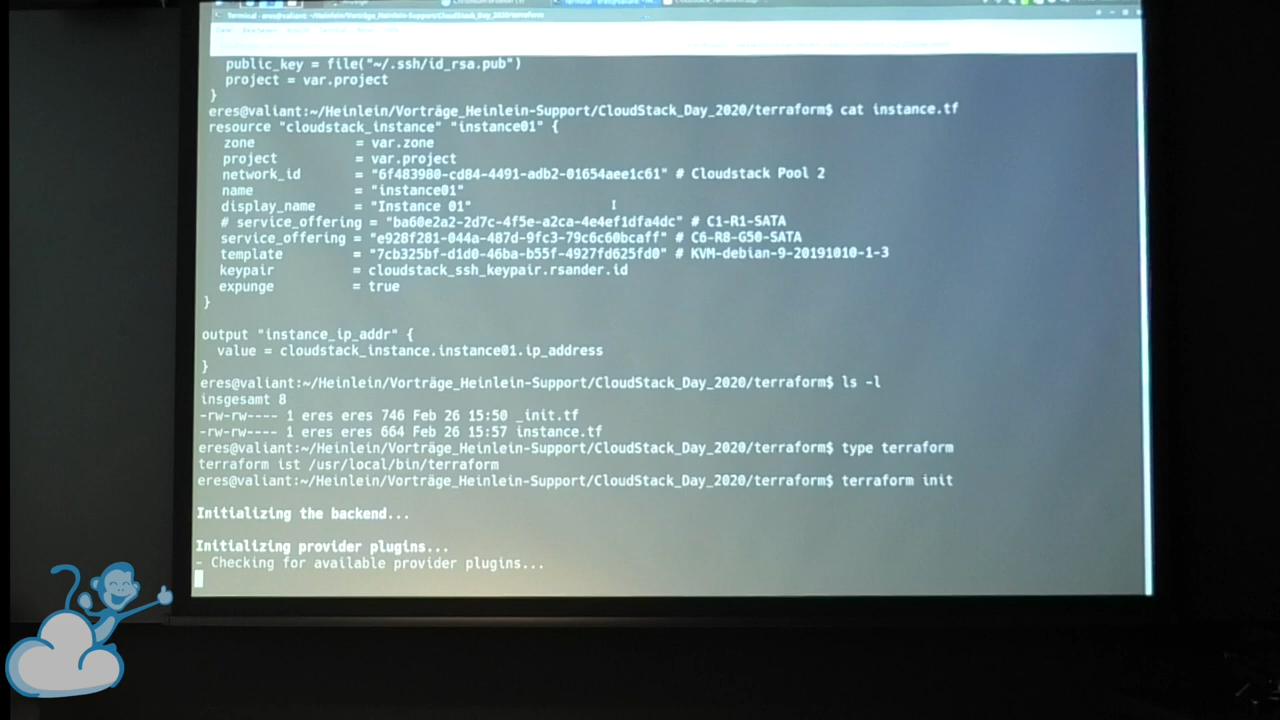 Terminal - eres@valiant: ~/Heinlein/Vorträge_Heinlein-Support/CloudStack_Day_2020/terraform
public_key = file("~/.ssh/id_rsa.pub")
project = var.project
}
eres@valiant:~/Heinlein/Vorträge_Heinlein-Support/CloudStack_Day_2020/terraform$ cat instance.tf
resource "cloudstack_instance" "instance01" {
zone = var.zone
project = var.project
network_id = "6f483980-cd84-4491-adb2-01654aee1c61" # Cloudstack Pool 2
name = "instance01"
display_name = "Instance 01"
# service_offering = "ba60e2a2-2d7c-4f5e-a2ca-4e4ef1dfa4dc" # C1-R1-SATA
service_offering = "e928f281-044a-487d-9fc3-79c6c60bcaff" # C6-R8-G50-SATA
template = "7cb325bf-d1d0-46ba-b55f-4927fd625fd0" # KVM-debian-9-20191010-1-3
keypair = cloudstack_ssh_keypair.rsander.id
expunge = true
}
output "instance_ip_addr" {
value = cloudstack_instance.instance01.ip_address
}
eres@valiant:~/Heinlein/Vorträge_Heinlein-Support/CloudStack_Day_2020/terraform$ ls -l
insgesamt 8
-rw-rw---- 1 eres eres 746 Feb 26 15:50 _init.tf
-rw-rw---- 1 eres eres 664 Feb 26 15:57 instance.tf
eres@valiant:~/Heinlein/Vorträge_Heinlein-Support/CloudStack_Day_2020/terraform$ type terraform
terraform ist /usr/local/bin/terraform
eres@valiant:~/Heinlein/Vorträge_Heinlein-Support/CloudStack_Day_2020/terraform$ terraform init
Initializing the backend...
Initializing provider plugins...
- Checking for available provider plugins...